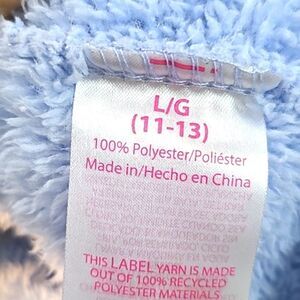 L/G
(11-13)
100% Polyester/Poliéster
Made in/Hecho en China
THIS LABEL YARN IS MADE
OUT OF 100% RECYCLED
POLYESTER MATERIALS